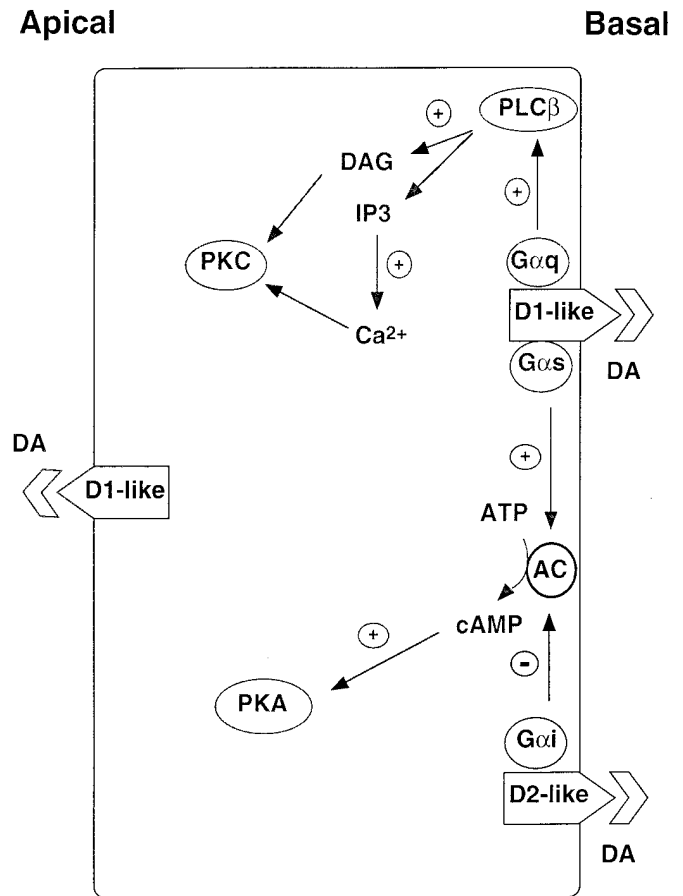 Apical
Basal
PLCβ
+
DAG
+
IP3
PKC
+
Gαq
D1-like
Ca2+
Gαs
DA
DA
+
D1-like
ATP
AC
cAMP
+
-
PKA
Gαi
D2-like
DA